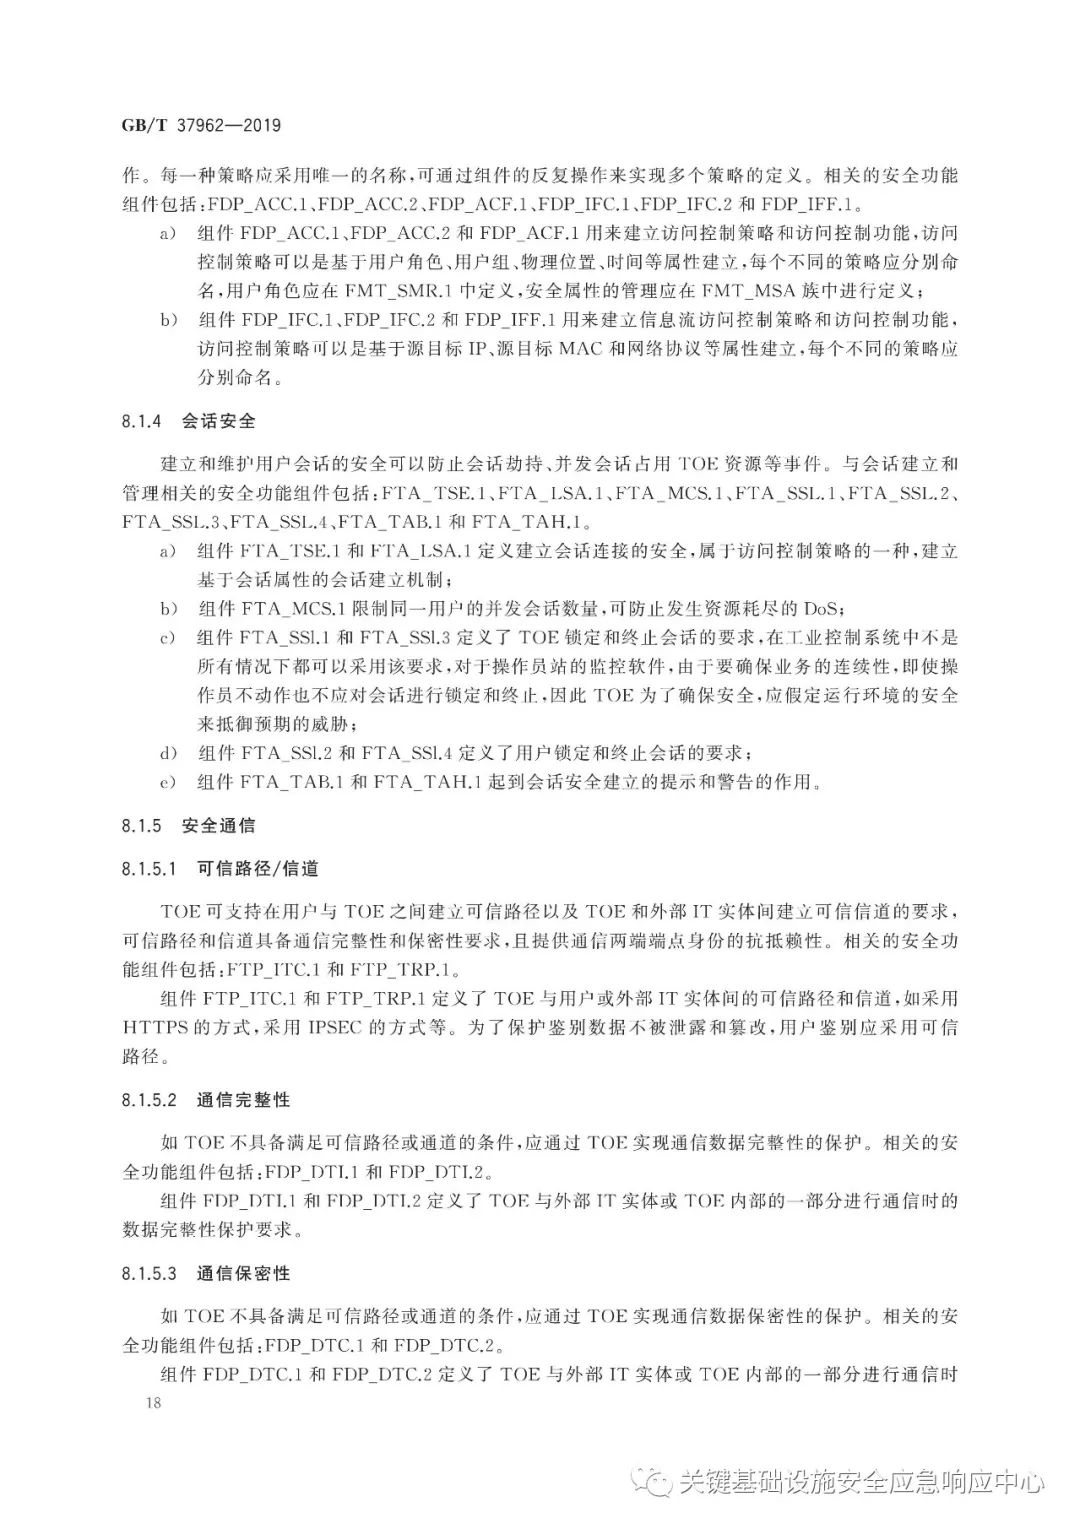 GB/T 37962—2019
作。每一种策略应采用唯一的名称,可通过组件的反复操作来实现多个策略的定义。相关的安全功能
组件包括:FDP_ACC.1、FDP_ACC.2、FDP_ACF.1、FDP_IFC.1、FDP_IFC.2 和 FDP_IFF.1。
a) 组件 FDP_ACC.1、FDP_ACC.2 和 FDP_ACF.1 用来建立访问控制策略和访问控制功能,访问
控制策略可以是基于用户角色、用户组、物理位置、时间等属性建立,每个不同的策略应分别命
名,用户角色应在 FMT_SMR.1 中定义,安全属性的管理应在 FMT_MSA 族中进行定义;
b) 组件 FDP_IFC.1、FDP_IFC.2 和 FDP_IFF.1 用来建立信息流访问控制策略和访问控制功能,
访问控制策略可以是基于源目标 IP、源目标 MAC 和网络协议等属性建立,每个不同的策略应
分别命名。
8.1.4 会话安全
建立和维护用户会话的安全可以防止会话劫持、并发会话占用 TOE 资源等事件。与会话建立和
管理相关的安全功能组件包括:FTA_TSE.1、FTA_LSA.1、FTA_MCS.1、FTA_SSL.1、FTA_SSL.2、
FTA_SSL.3、FTA_SSL.4、FTA_TAB.1 和 FTA_TAH.1。
a) 组件 FTA_TSE.1 和 FTA_LSA.1 定义建立会话连接的安全,属于访问控制策略的一种,建立
基于会话属性的会话建立机制;
b) 组件 FTA_MCS.1 限制同一用户的并发会话数量,可防止发生资源耗尽的 DoS;
c) 组件 FTA_SSl.1 和 FTA_SSl.3 定义了 TOE 锁定和终止会话的要求,在工业控制系统中不是
所有情况下都可以采用该要求,对于操作员站的监控软件,由于要确保业务的连续性,即使操
作员不动作也不应对会话进行锁定和终止,因此 TOE 为了确保安全,应假定运行环境的安全
来抵御预期的威胁;
d) 组件 FTA_SSl.2 和 FTA_SSl.4 定义了用户锁定和终止会话的要求;
e) 组件 FTA_TAB.1 和 FTA_TAH.1 起到会话安全建立的提示和警告的作用。
8.1.5 安全通信
8.1.5.1 可信路径/信道
TOE 可支持在用户与 TOE 之间建立可信路径以及 TOE 和外部 IT 实体间建立可信信道的要求,
可信路径和信道具备通信完整性和保密性要求,且提供通信两端端点身份的抗抵赖性。相关的安全功
能组件包括:FTP_ITC.1 和 FTP_TRP.1。
组件 FTP_ITC.1 和 FTP_TRP.1 定义了 TOE 与用户或外部 IT 实体间的可信路径和信道,如采用
HTTPS 的方式,采用 IPSEC 的方式等。为了保护鉴别数据不被泄露和篡改,用户鉴别应采用可信
路径。
8.1.5.2 通信完整性
如 TOE 不具备满足可信路径或通道的条件,应通过 TOE 实现通信数据完整性的保护。相关的安
全功能组件包括:FDP_DTI.1 和 FDP_DTI.2。
组件 FDP_DTI.1 和 FDP_DTI.2 定义了 TOE 与外部 IT 实体或 TOE 内部的一部分进行通信时的
数据完整性保护要求。
8.1.5.3 通信保密性
如 TOE 不具备满足可信路径或通道的条件,应通过 TOE 实现通信数据保密性的保护。相关的安
全功能组件包括:FDP_DTC.1 和 FDP_DTC.2。
组件 FDP_DTC.1 和 FDP_DTC.2 定义了 TOE 与外部 IT 实体或 TOE 内部的一部分进行通信时
18
关键基础设施安全应急响应中心